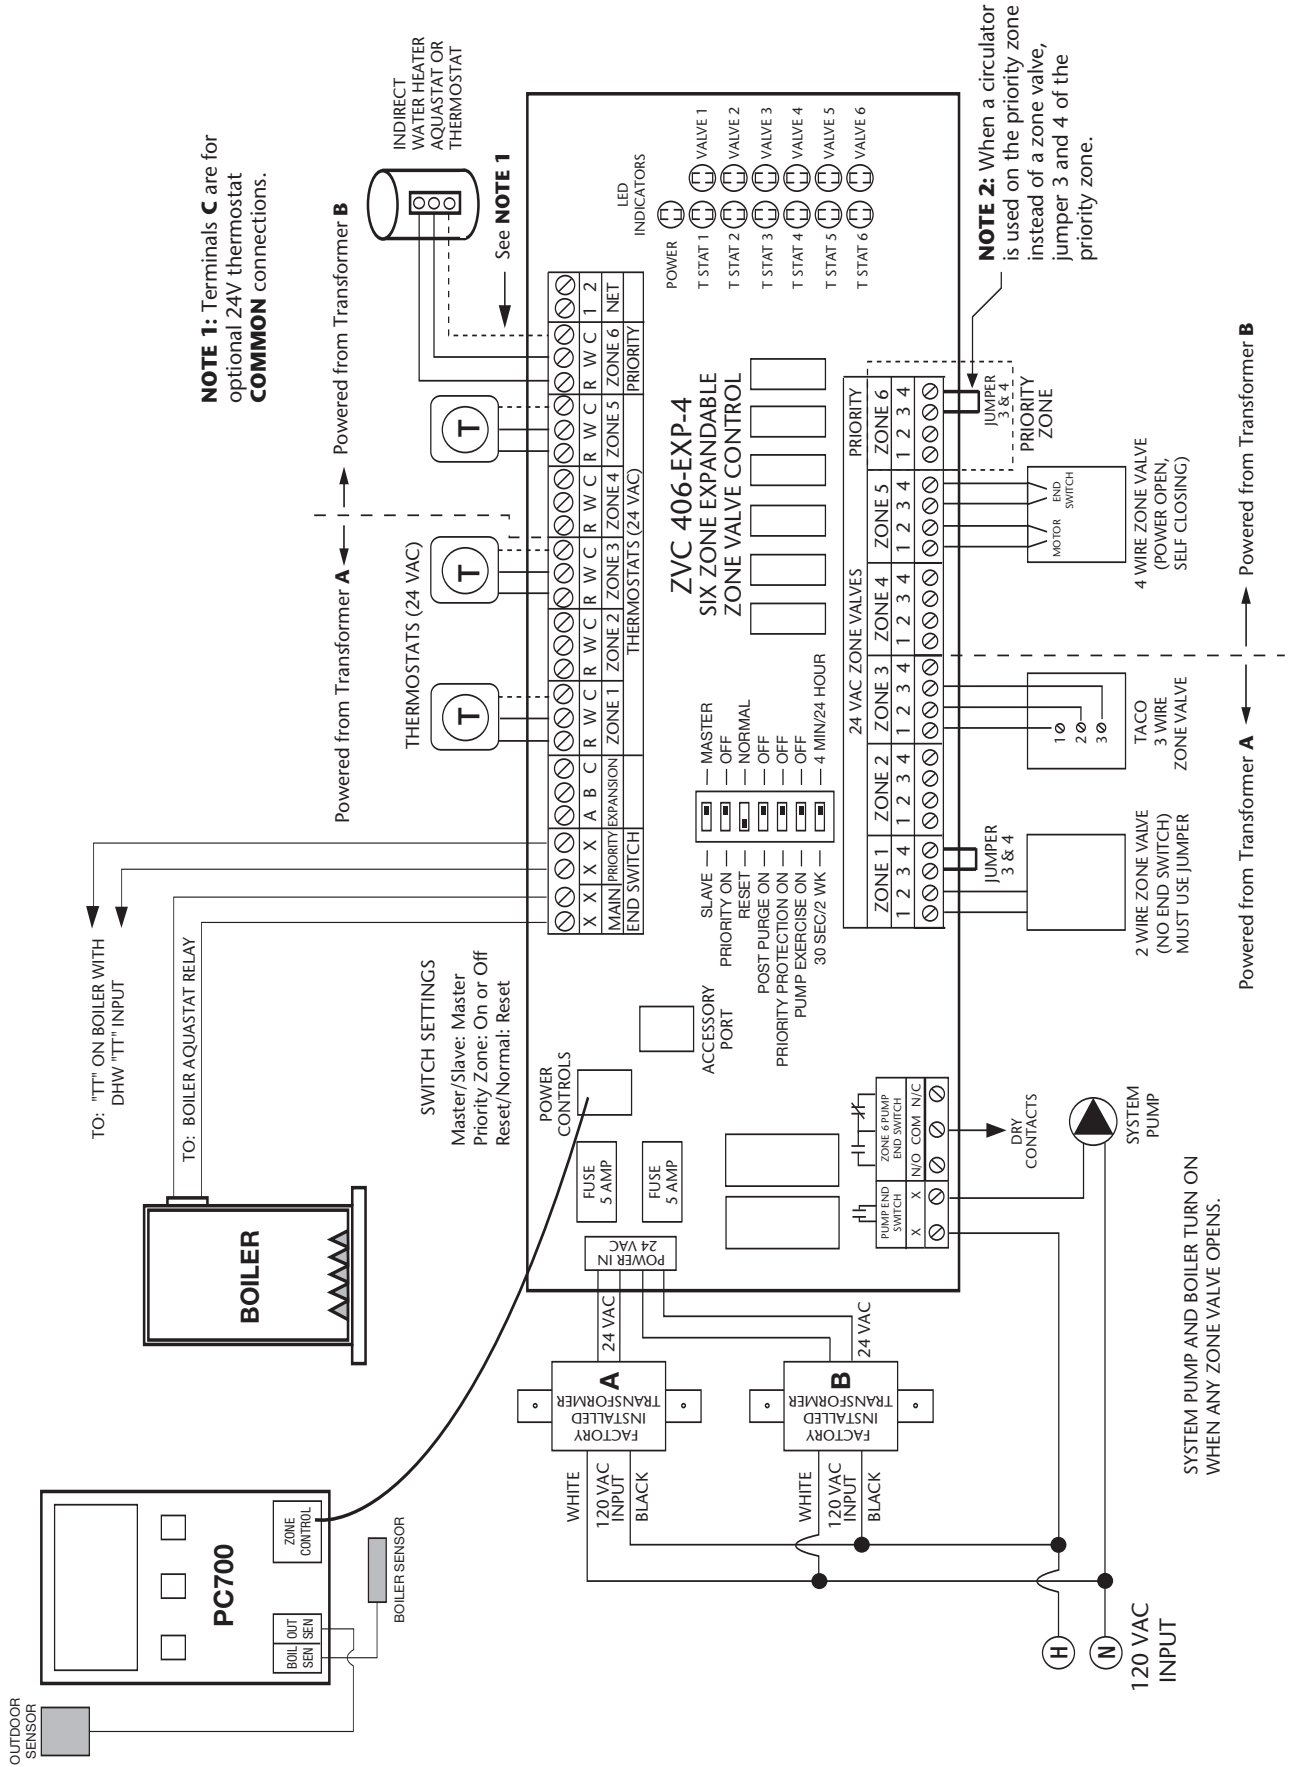 NOTE 1: Terminals C are for
optional 24V thermostat
COMMON connections.
OUTDOOR
SENSOR
PC700
BOIL
SEN
OUT
SEN
ZONE
CONTROL
BOILER SENSOR
BOILER
TO: "TT" ON BOILER WITH
DHW "TT" INPUT
TO: BOILER AQUASTAT RELAY
Powered from Transformer A
Powered from Transformer B
THERMOSTATS (24 VAC)
T
T
T
INDIRECT
WATER HEATER
AQUASTAT OR
THERMOSTAT
See NOTE 1
SWITCH SETTINGS
Master/Slave: Master
Priority Zone: On or Off
Reset/Normal: Reset
X X X X A B C R W C R W C R W C R W C R W C R W C 1 2
MAIN PRIORITY EXPANSION ZONE 1 ZONE 2 ZONE 3 ZONE 4 ZONE 5 ZONE 6 NET
END SWITCH THERMOSTATS (24 VAC) PRIORITY
POWER
CONTROLS
FUSE
5 AMP
FUSE
5 AMP
ACCESSORY
PORT
POWER IN
24 VAC
24 VAC
24 VAC
FACTORY
INSTALLED
TRANSFORMER
A
FACTORY
INSTALLED
TRANSFORMER
B
WHITE
120 VAC
INPUT
BLACK
WHITE
120 VAC
INPUT
BLACK
SLAVE MASTER
PRIORITY ON OFF
RESET NORMAL
POST PURGE ON OFF
PRIORITY PROTECTION ON OFF
PUMP EXERCISE ON OFF
30 SEC/2 WK 4 MIN/24 HOUR
ZVC 406-EXP-4
SIX ZONE EXPANDABLE
ZONE VALVE CONTROL
LED
INDICATORS
POWER
T STAT 1 VALVE 1
T STAT 2 VALVE 2
T STAT 3 VALVE 3
T STAT 4 VALVE 4
T STAT 5 VALVE 5
T STAT 6 VALVE 6
NOTE 2: When a circulator
is used on the priority zone
instead of a zone valve,
jumper 3 and 4 of the
priority zone.
24 VAC ZONE VALVES PRIORITY
ZONE 1 ZONE 2 ZONE 3 ZONE 4 ZONE 5 ZONE 6
1 2 3 4 1 2 3 4 1 2 3 4 1 2 3 4 1 2 3 4 1 2 3 4
PUMP END
SWITCH
X X
ZONE 6 PUMP
END SWITCH
N/O COM N/C
DRY
CONTACTS
SYSTEM
PUMP
JUMPER
3 & 4
2 WIRE ZONE VALVE
(NO END SWITCH)
MUST USE JUMPER
1
2
3
TACO
3 WIRE
ZONE VALVE
MOTOR
END
SWITCH
4 WIRE ZONE VALVE
(POWER OPEN,
SELF CLOSING)
JUMPER
3 & 4
PRIORITY
ZONE
Powered from Transformer A
Powered from Transformer B
H
N
120 VAC
INPUT
SYSTEM PUMP AND BOILER TURN ON
WHEN ANY ZONE VALVE OPENS.